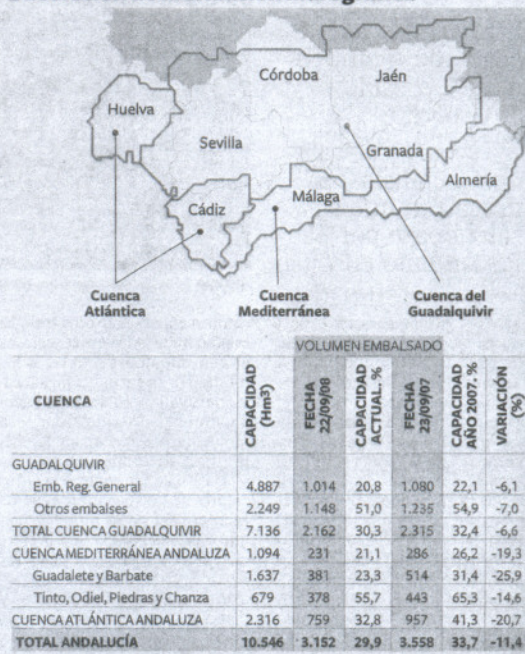 Córdoba
Jaén
Huelva
Sevilla
Granada
Almería
Málaga
Cádiz
Cuenca Atlántica
Cuenca Mediterránea
Cuenca del Guadalquivir
VOLUMEN EMBALSADO
CUENCA CAPACIDAD (Hm3) FECHA 22/09/08 CAPACIDAD ACTUAL. % FECHA 23/09/07 CAPACIDAD AÑO 2007. % VARIACIÓN (%)
GUADALQUIVIR
Emb. Reg. General 4.887 1.014 20,8 1.080 22,1 -6,1
Otros embalses 2.249 1.148 51,0 1.235 54,9 -7,0
TOTAL CUENCA GUADALQUIVIR 7.136 2.162 30,3 2.315 32,4 -6,6
CUENCA MEDITERRÁNEA ANDALUZA 1.094 231 21,1 286 26,2 -19,3
Guadalete y Barbate 1.637 381 23,3 514 31,4 -25,9
Tinto, Odiel, Piedras y Chanza 679 378 55,7 443 65,3 -14,6
CUENCA ATLÁNTICA ANDALUZA 2.316 759 32,8 957 41,3 -20,7
TOTAL ANDALUCÍA 10.546 3.152 29,9 3.558 33,7 -11,4